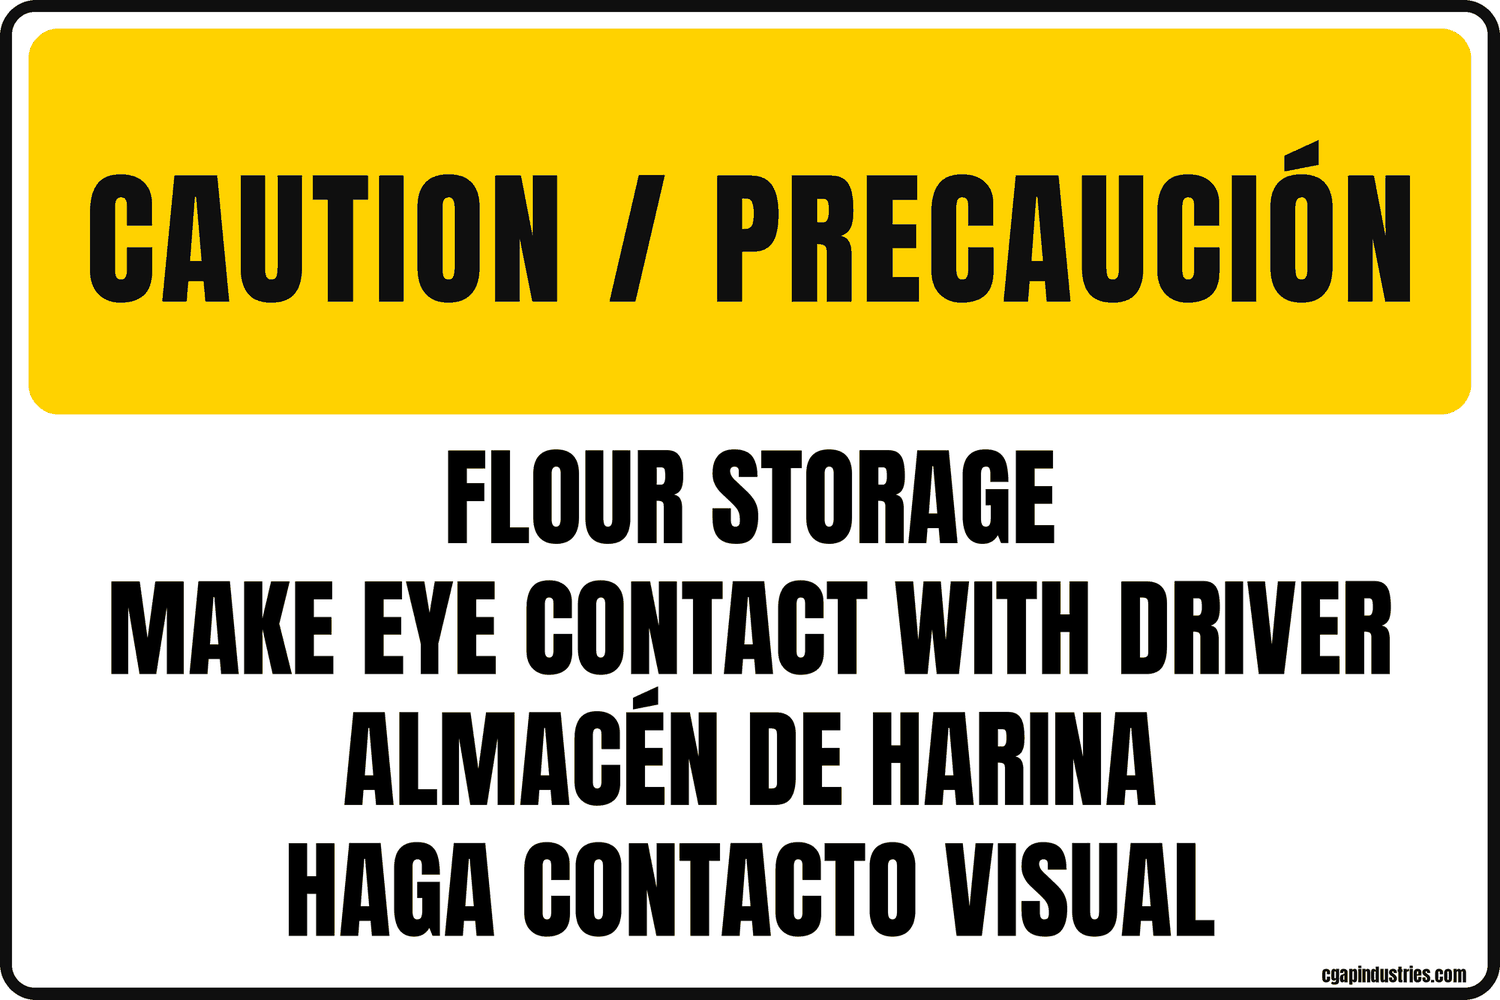 CAUTION / PRECAUCIÓN
FLOUR STORAGE
MAKE EYE CONTACT WITH DRIVER
ALMACÉN DE HARINA
HAGA CONTACTO VISUAL
cgapindustries.com